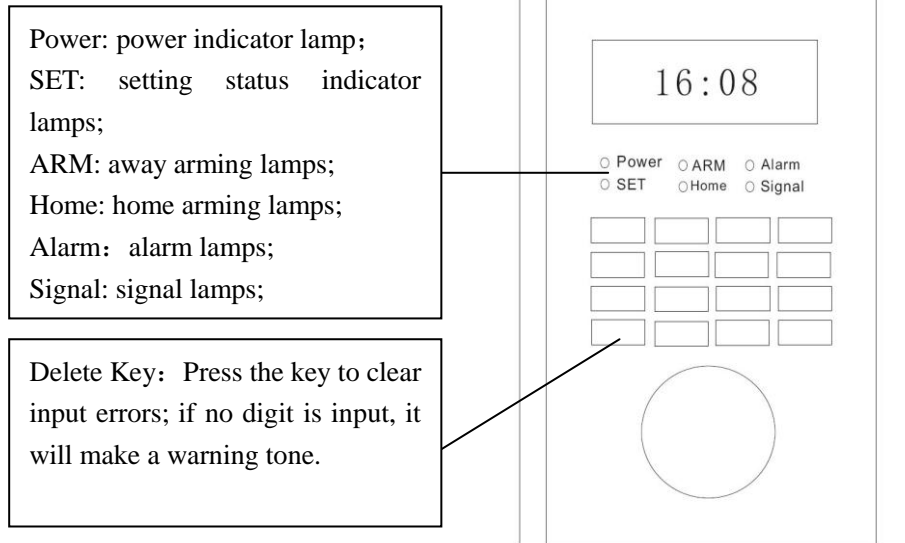 Power: power indicator lamp；
SET: setting status indicator
lamps;
ARM: away arming lamps;
Home: home arming lamps;
Alarm： alarm lamps;
Signal: signal lamps;
Delete Key： Press the key to clear
input errors; if no digit is input, it
will make a warning tone.
16:08
Power ARM Alarm
SET Home Signal